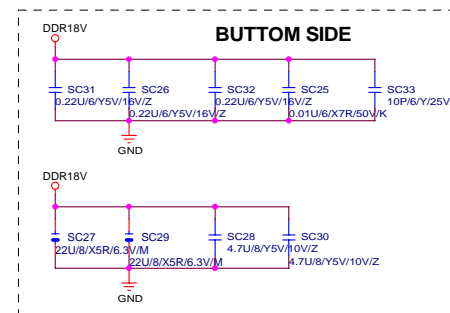 DDR18V
BUTTOM SIDE
SC31 SC26 SC32 SC25 SC33
0.22U/6/Y5V/16V/Z 0.22U/6/Y5V/16V/Z 10P/6/Y/25V
0.22U/6/Y5V/16V/Z 0.01U/6/X7R/50V/K
GND
DDR18V
SC27 SC29 SC28 SC30
22U/8/X5R/6.3V/M 4.7U/8/Y5V/10V/Z
22U/8/X5R/6.3V/M 4.7U/8/Y5V/10V/Z
GND